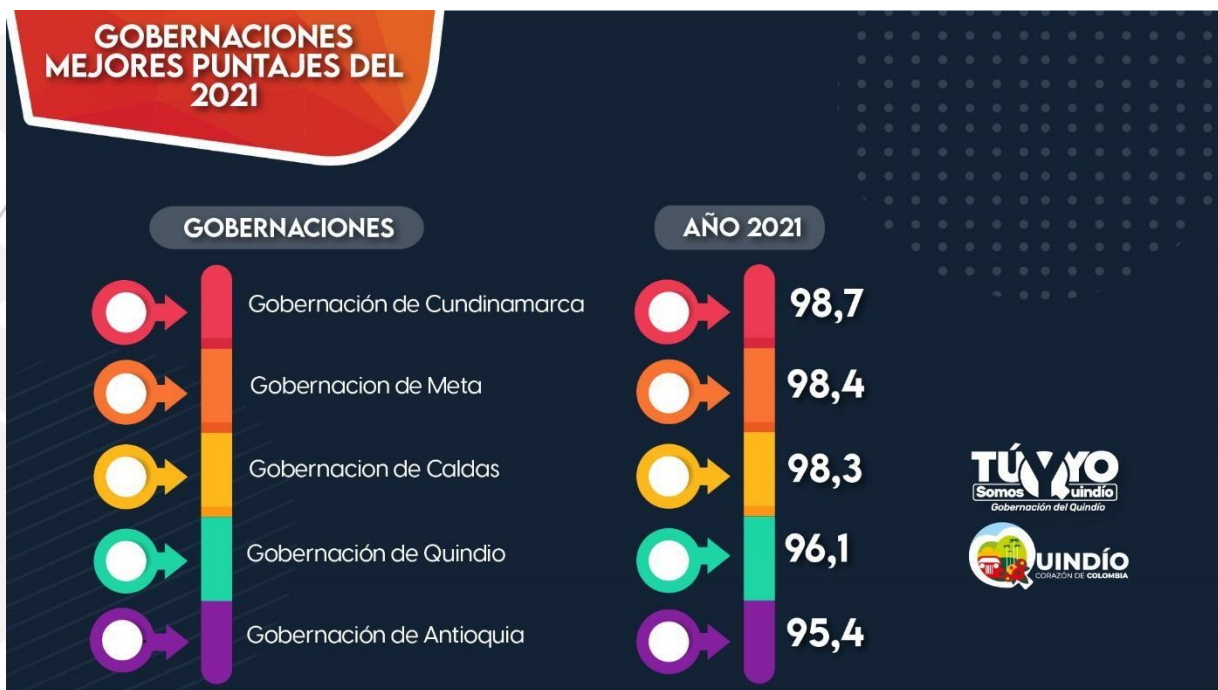 GOBERNACIONES
MEJORES PUNTAJES DEL
2021
GOBERNACIONES
AÑO 2021
Gobernación de Cundinamarca
98,7
Gobernacion de Meta
98,4
Gobernacion de Caldas
98,3
Gobernación de Quindio
96,1
Gobernación de Antioquia
95,4
TÚ Y YO
Somos Quindío
Gobernación del Quindío
QUINDÍO
CORAZÓN DE COLOMBIA